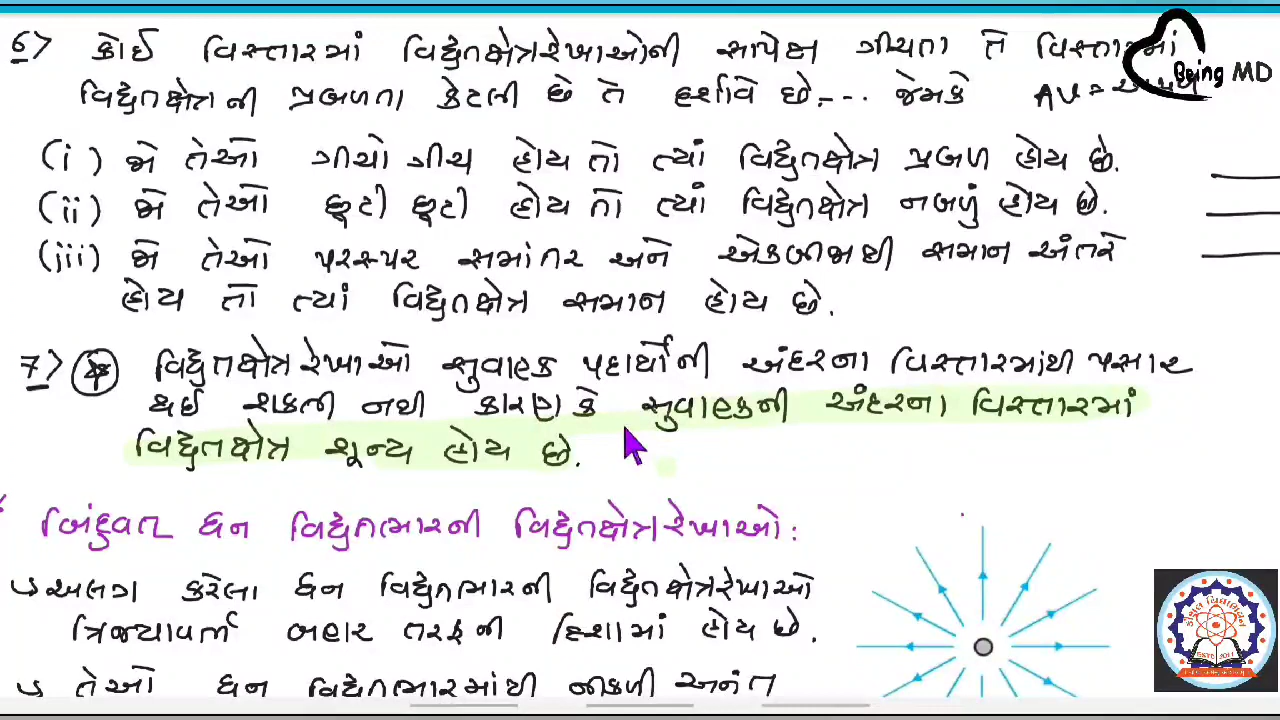 6> કોઈ વિસ્તારમાં વિદ્યુતક્ષેત્રરેખાઓની સાપેક્ષ ગીચતા તે વિસ્તારમાં
Being MD
વિદ્યુતક્ષેત્રની પ્રબળતા કેટલી છે તે દર્શાવે છે.... જેમકે
(i) જો તેઓ ગીચો ગીચ હોય તો ત્યાં વિદ્યુતક્ષેત્ર પ્રબળ હોય છે.
(ii) જો તેઓ છૂટી છૂટી હોય તો ત્યાં વિદ્યુતક્ષેત્ર નબળું હોય છે.
(iii) જો તેઓ પરસ્પર સમાંતર અને એકબીજાથી સમાન અંતરે
હોય તો ત્યાં વિદ્યુતક્ષેત્ર સમાન હોય છે.
7> વિદ્યુતક્ષેત્રરેખાઓ સુવાહક પદાર્થોની અંદરના વિસ્તારમાંથી પસાર
થઈ શકતી નથી કારણ કે સુવાહકની અંદરના વિસ્તારમાં
વિદ્યુતક્ષેત્ર શૂન્ય હોય છે.
બિંદુવત ધન વિદ્યુતભારની વિદ્યુતક્ષેત્રરેખાઓ:
અલગ કરેલા ધન વિદ્યુતભારની વિદ્યુતક્ષેત્રરેખાઓ
ત્રિજ્યાવર્તી બહાર તરફની દિશામાં હોય છે.
તેઓ ધન વિદ્યુતભારમાંથી નીકળી અનંત